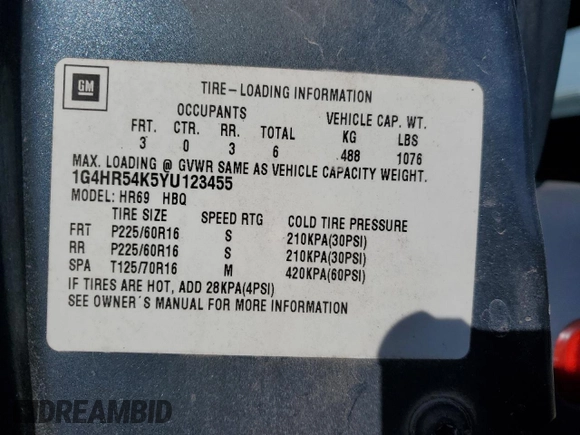 GM
TIRE-LOADING INFORMATION
OCCUPANTS VEHICLE CAP. WT.
FRT. CTR. RR. TOTAL KG LBS
3 0 3 6 488 1076
MAX. LOADING @ GVWR SAME AS VEHICLE CAPACITY WEIGHT.
1G4HR54K5YU123455
MODEL: HR69 HBQ
TIRE SIZE SPEED RTG COLD TIRE PRESSURE
FRT P225/60R16 S 210KPA(30PSI)
RR P225/60R16 S 210KPA(30PSI)
SPA T125/70R16 M 420KPA(60PSI)
IF TIRES ARE HOT, ADD 28KPA(4PSI)
SEE OWNER´S MANUAL FOR MORE INFORMATION
DREAMBID